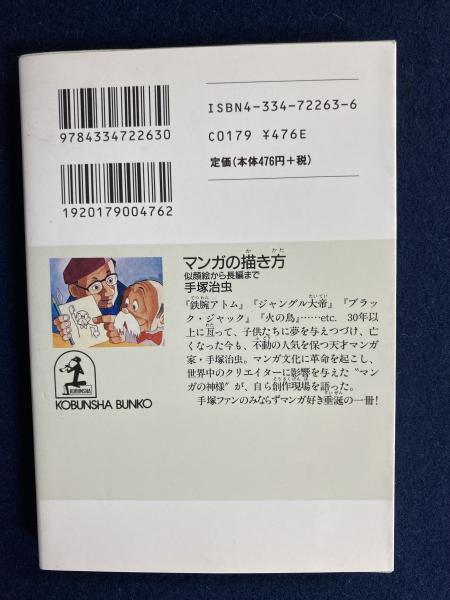 9784334722630
1920179004762
ISBN4-334-72263-6
C0179 ¥476E
定価(本体476円+税)
マンガの描き方
似顔絵から長編まで
手塚治虫
『鉄腕アトム』『ジャングル大帝』『ブラッ
ク・ジャック』『火の鳥』……etc. 30年以
上に亙って、子供たちに夢を与えつづけ、亡
くなった今も、不動の人気を保つ天才マンガ
家・手塚治虫。マンガ文化に革命を起こし、
世界中のクリエイターに影響を与えた〝マン
ガの神様〟が、自ら創作現場を語った。
手塚ファンのみならずマンガ好き垂涎の一冊!
KOBUNSHA
KOBUNSHA BUNKO